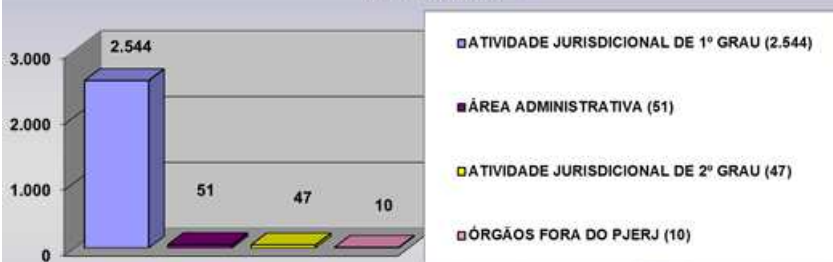 3.000
2.000
1.000
0
2.544
51
47
10
ATIVIDADE JURISDICIONAL DE 1º GRAU (2.544)
ÁREA ADMINISTRATIVA (51)
ATIVIDADE JURISDICIONAL DE 2º GRAU (47)
ÓRGÃOS FORA DO PJERJ (10)